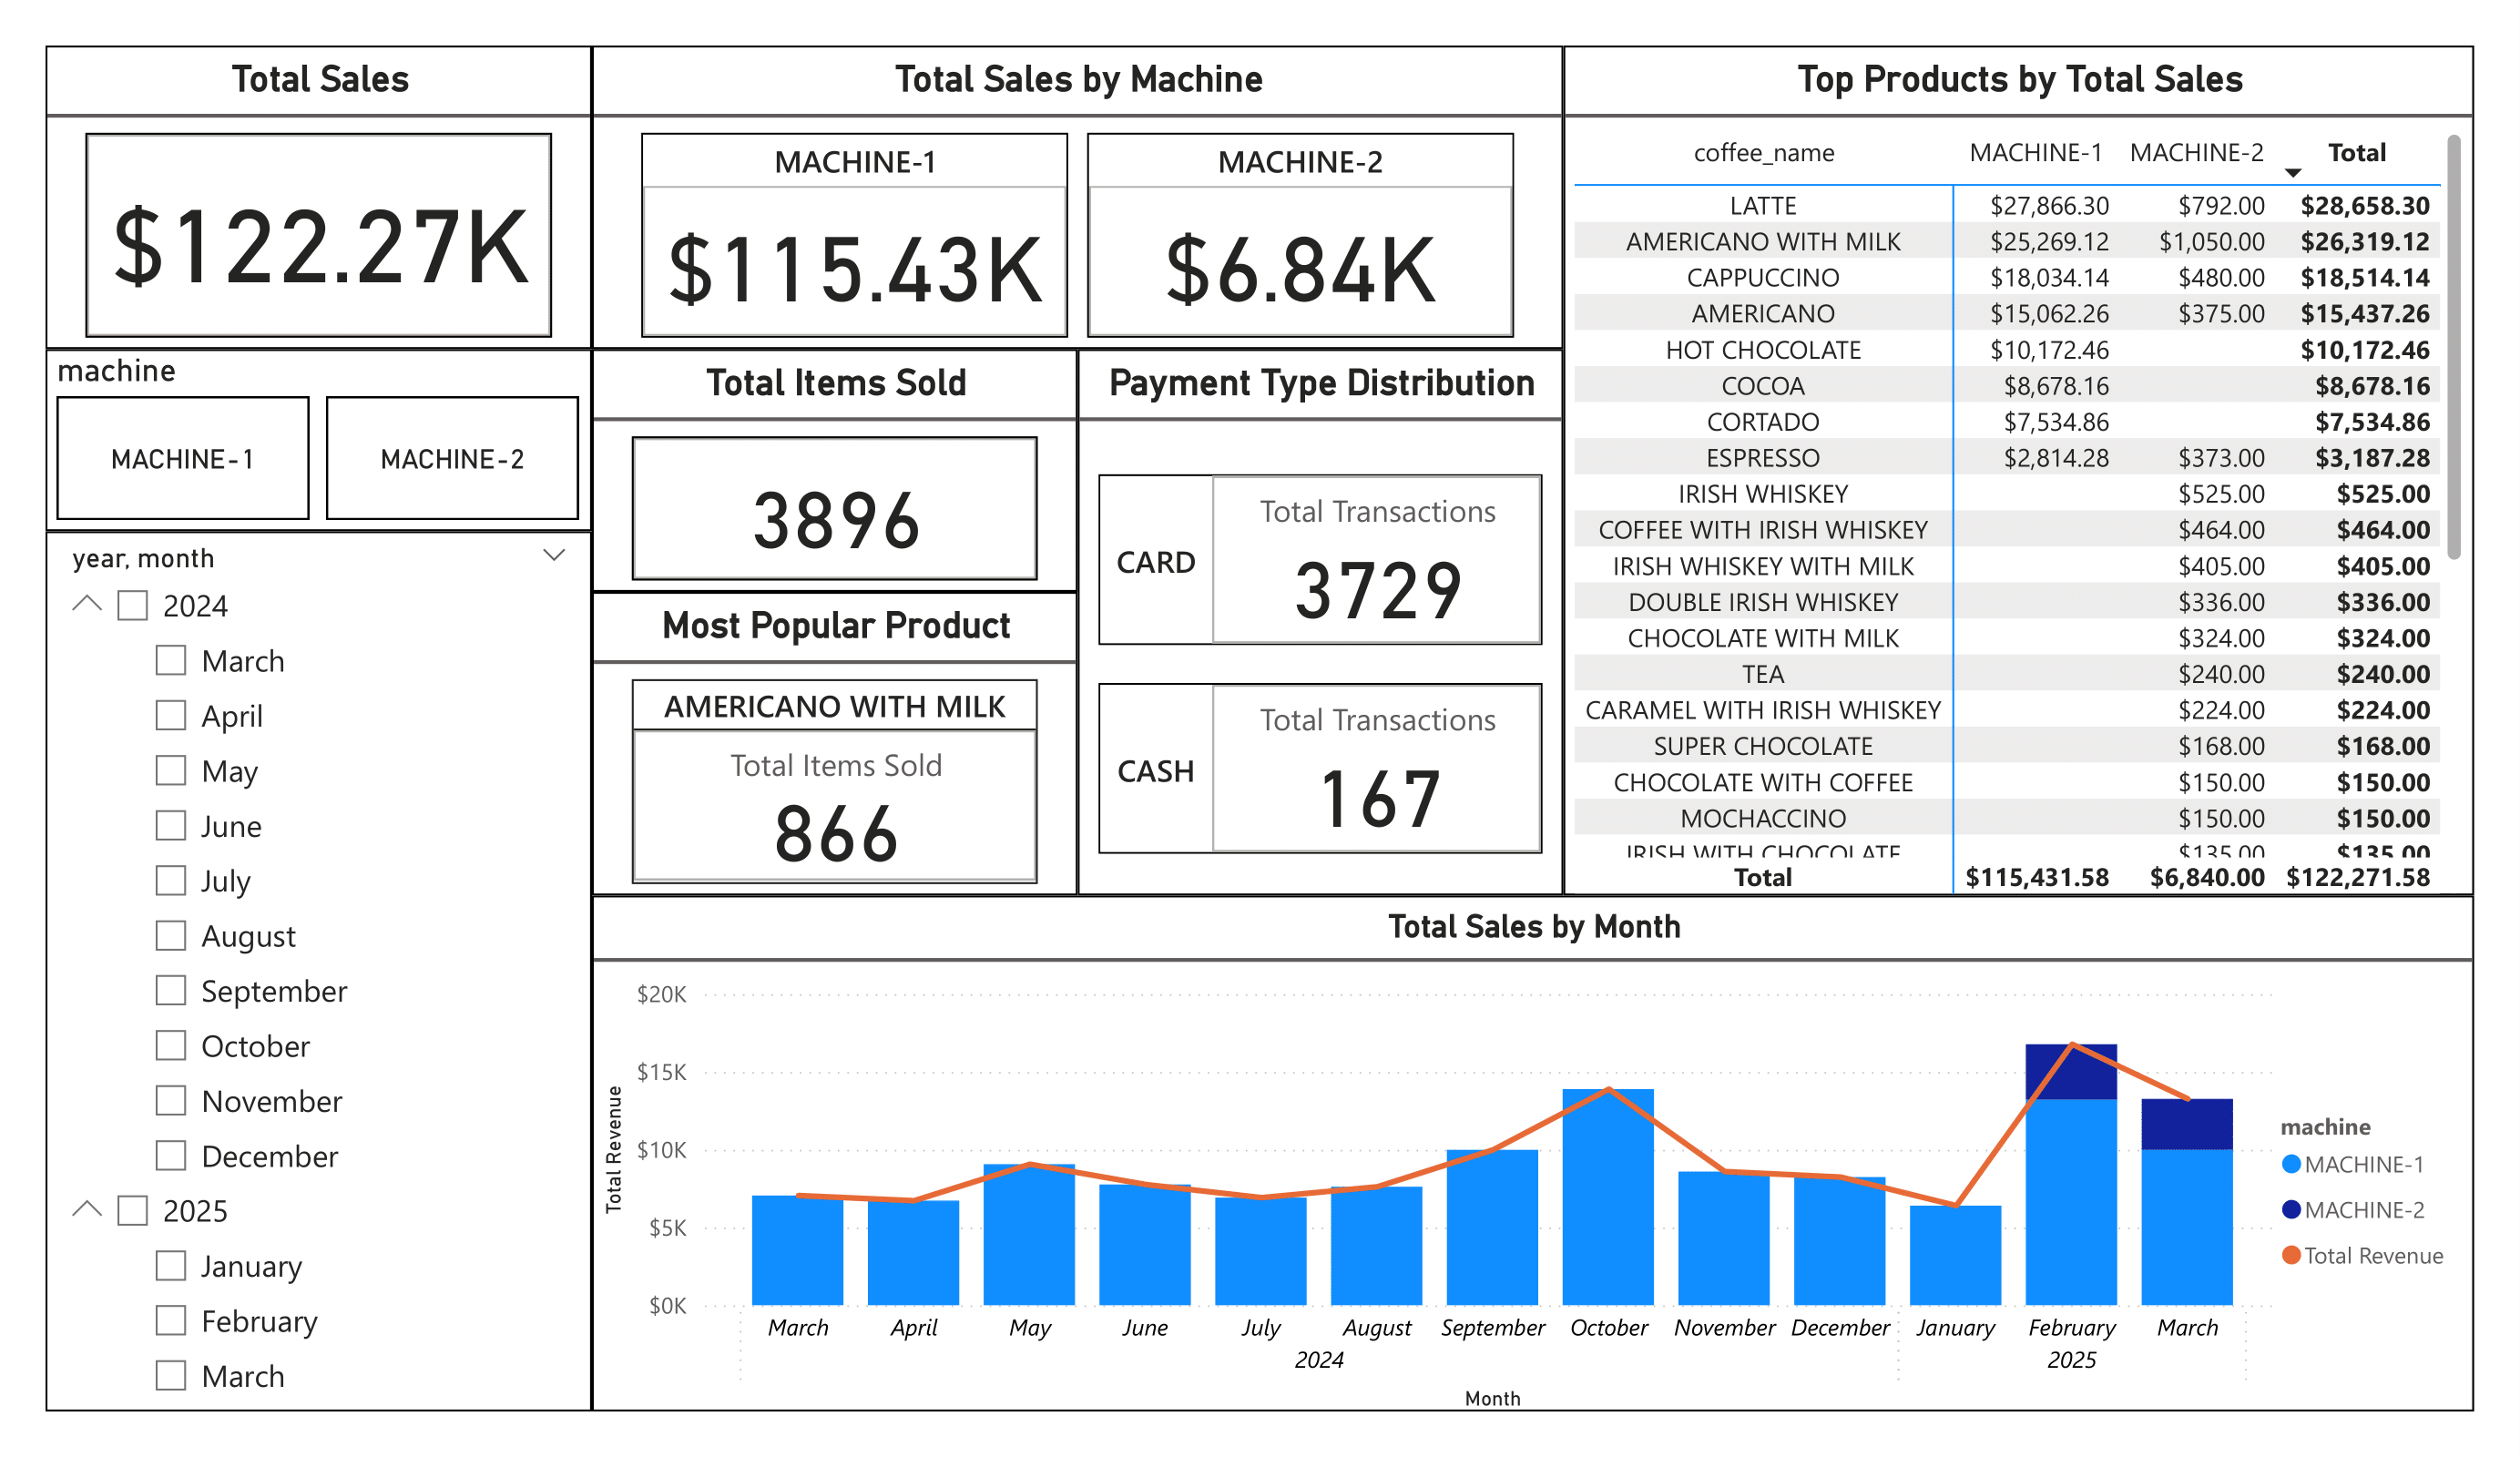 Total Sales
$122.27K
Total Sales by Machine
MACHINE-1
$115.43K
MACHINE-2
$6.84K
machine
MACHINE-1
MACHINE-2
year, month
2024
March
April
May
June
July
August
September
October
November
December
2025
January
February
March
Total Items Sold
3896
Most Popular Product
AMERICANO WITH MILK
Total Items Sold
866
Payment Type Distribution
CARD
Total Transactions
3729
CASH
Total Transactions
167
Top Products by Total Sales
coffee_name MACHINE-1 MACHINE-2 Total
LATTE $27,866.30 $792.00 $28,658.30
AMERICANO WITH MILK $25,269.12 $1,050.00 $26,319.12
CAPPUCCINO $18,034.14 $480.00 $18,514.14
AMERICANO $15,062.26 $375.00 $15,437.26
HOT CHOCOLATE $10,172.46 $10,172.46
COCOA $8,678.16 $8,678.16
CORTADO $7,534.86 $7,534.86
ESPRESSO $2,814.28 $373.00 $3,187.28
IRISH WHISKEY $525.00 $525.00
COFFEE WITH IRISH WHISKEY $464.00 $464.00
IRISH WHISKEY WITH MILK $405.00 $405.00
DOUBLE IRISH WHISKEY $336.00 $336.00
CHOCOLATE WITH MILK $324.00 $324.00
TEA $240.00 $240.00
CARAMEL WITH IRISH WHISKEY $224.00 $224.00
SUPER CHOCOLATE $168.00 $168.00
CHOCOLATE WITH COFFEE $150.00 $150.00
MOCHACCINO $150.00 $150.00
IRISH WITH CHOCOLATE $135.00 $135.00
Total $115,431.58 $6,840.00 $122,271.58
Total Sales by Month
Total Revenue
$20K
$15K
$10K
$5K
$0K
March April May June July August September October November December January February March
2024 2025
Month
machine
MACHINE-1
MACHINE-2
Total Revenue